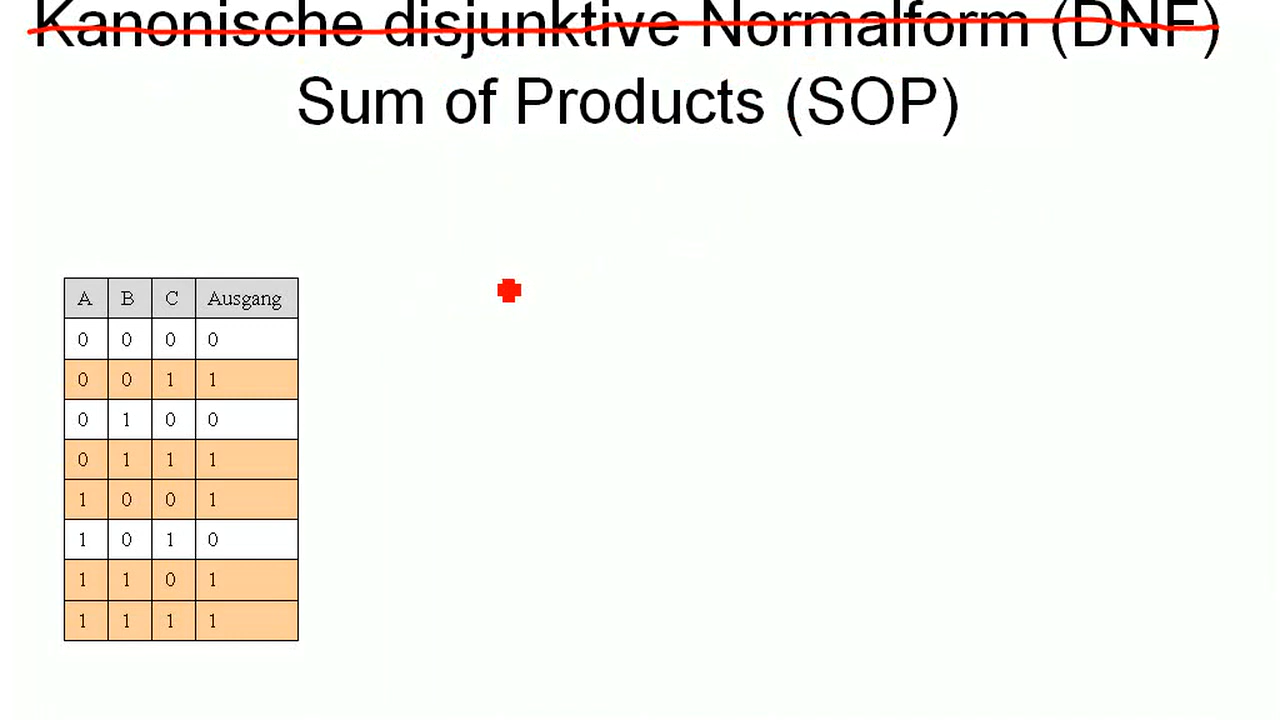 Kanonische disjunktive Normalform (DNF)
Sum of Products (SOP)
A B C Ausgang
0 0 0 0
0 0 1 1
0 1 0 0
0 1 1 1
1 0 0 1
1 0 1 0
1 1 0 1
1 1 1 1